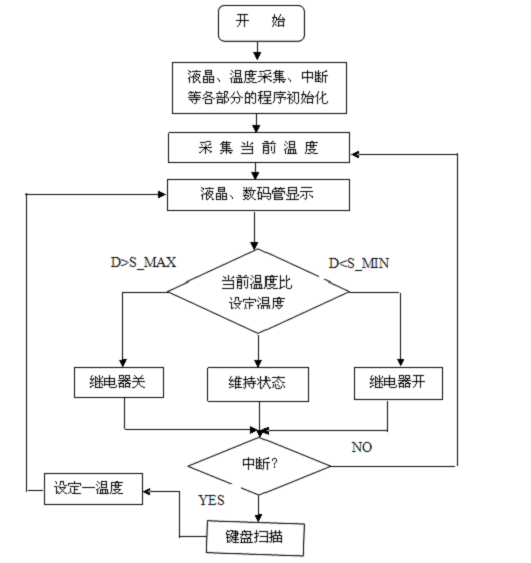 开 始
液晶、温度采集、中断
等各部分的程序初始化
采 集 当 前 温 度
液晶、数码管显示
D>S_MAX
D<S_MIN
当前温度比
设定温度
继电器关
维持状态
继电器开
NO
中断？
设定一温度
YES
键盘扫描